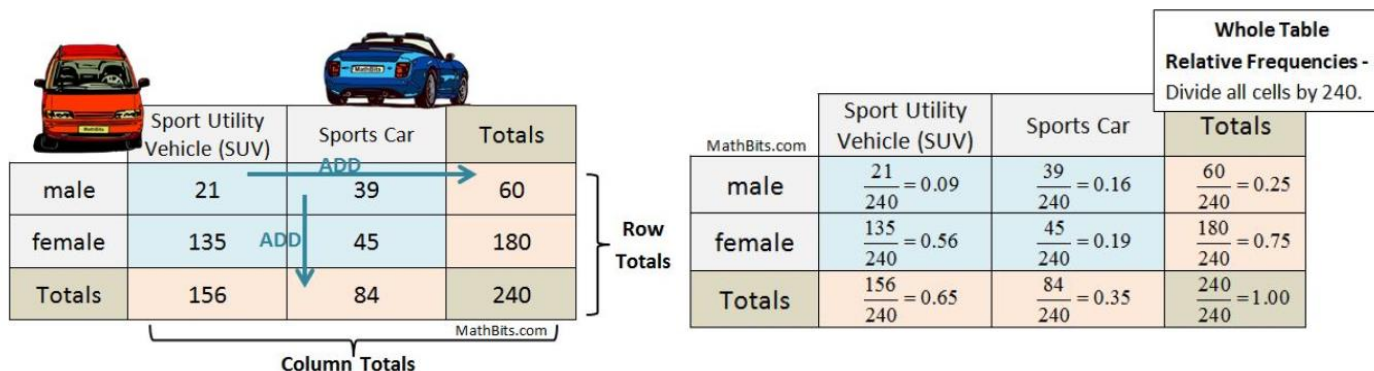 MathBits
MathBits
Sport Utility
Vehicle (SUV)
Sports Car
Totals
ADD
male
21
39
60
female
135
ADD
45
180
Totals
156
84
240
MathBits.com
Row
Totals
Column Totals
Whole Table
Relative Frequencies -
Divide all cells by 240.
MathBits.com
Sport Utility
Vehicle (SUV)
Sports Car
Totals
male
21/240 = 0.09
39/240 = 0.16
60/240 = 0.25
female
135/240 = 0.56
45/240 = 0.19
180/240 = 0.75
Totals
156/240 = 0.65
84/240 = 0.35
240/240 = 1.00